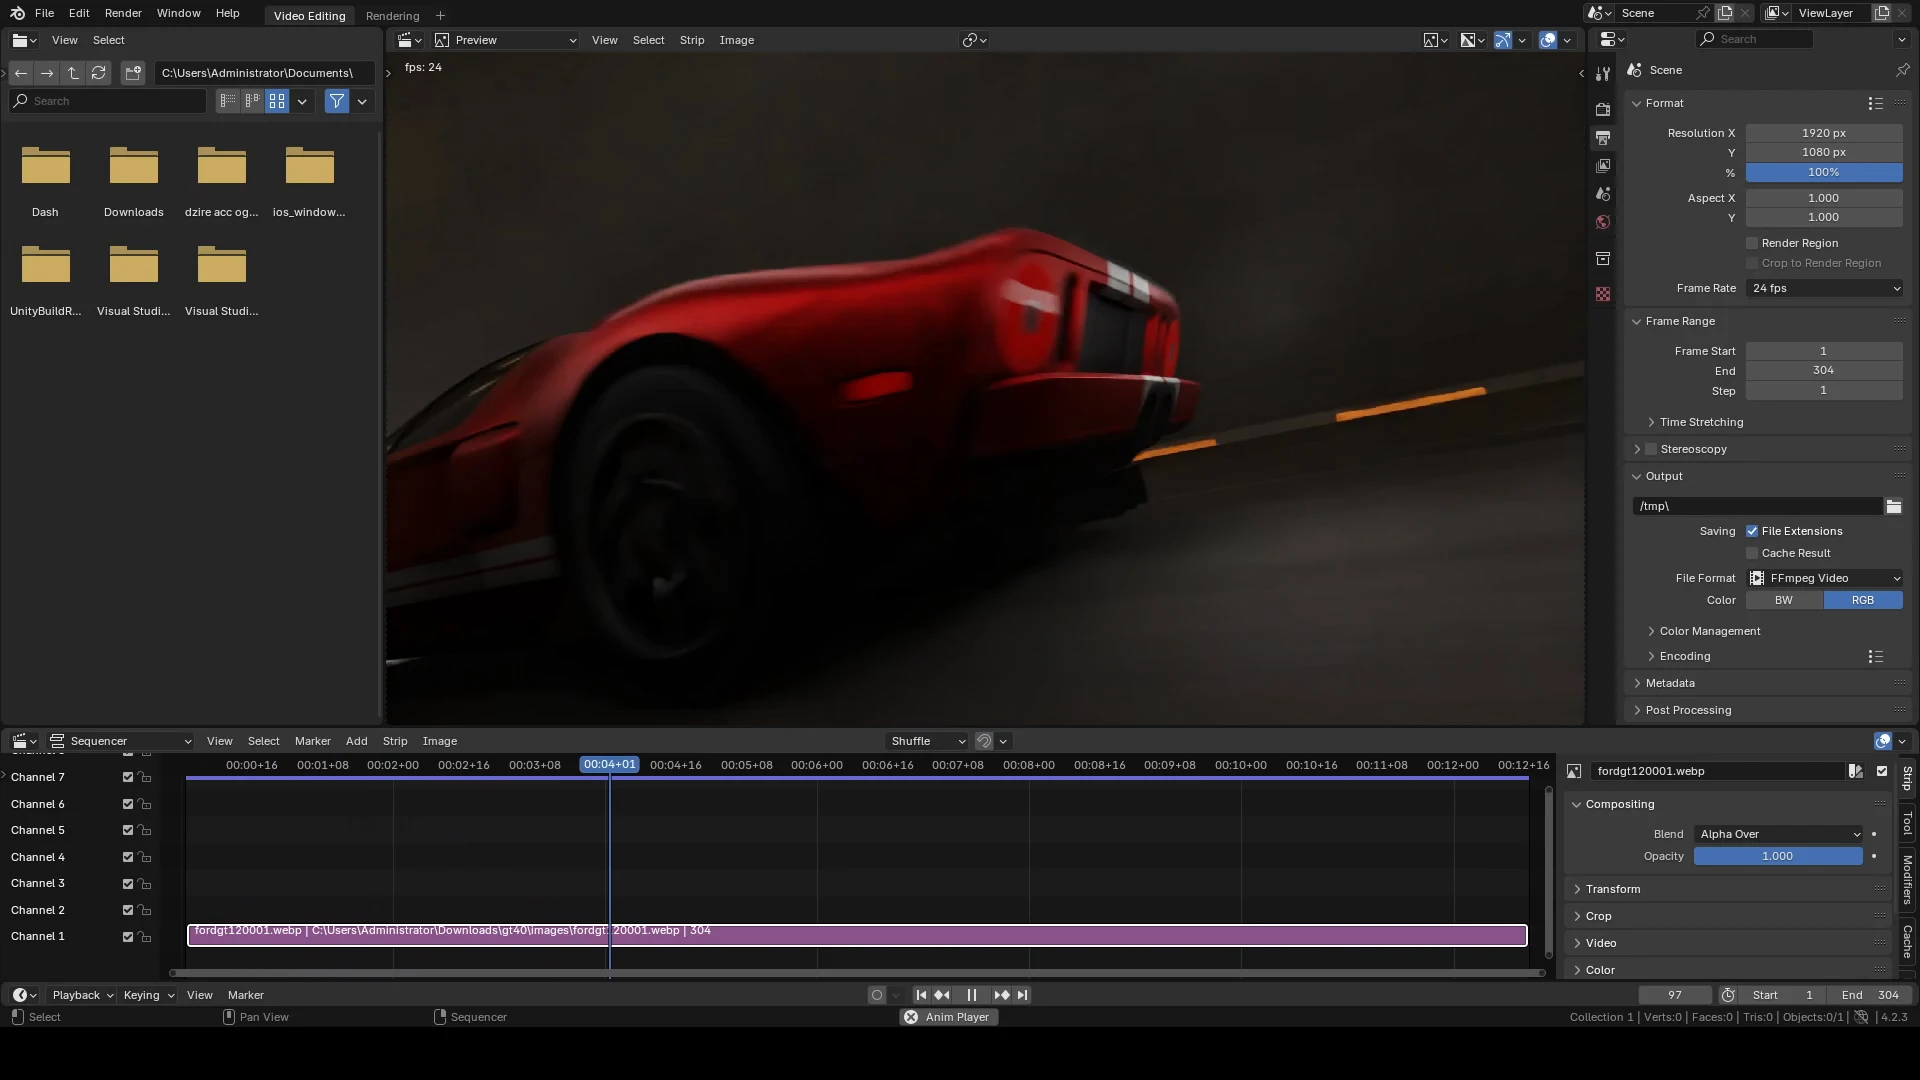 File Edit Render Window Help Video Editing Rendering + Scene ViewLayer
View Select
Preview View Select Strip Image
Search
C:\Users\Administrator\Documents\
Search
Dash Downloads dzire acc og... ios_window...
UnityBuildR... Visual Studi... Visual Studi...
fps: 24
Scene
Format
Resolution X 1920 px
Y 1080 px
% 100%
Aspect X 1.000
Y 1.000
Render Region
Crop to Render Region
Frame Rate 24 fps
Frame Range
Frame Start 1
End 304
Step 1
Time Stretching
Stereoscopy
Output
/tmp\
Saving File Extensions
Cache Result
File Format FFmpeg Video
Color BW RGB
Color Management
Encoding
Metadata
Post Processing
Sequencer View Select Marker Add Strip Image Shuffle
00:00+16 00:01+08 00:02+00 00:02+16 00:03+08 00:04+01 00:04+16 00:05+08 00:06+00 00:06+16 00:07+08 00:08+00 00:08+16 00:09+08 00:10+00 00:10+16 00:11+08 00:12+00 00:12+16
Channel 7
Channel 6
Channel 5
Channel 4
Channel 3
Channel 2
Channel 1
fordgt120001.webp | C:\Users\Administrator\Downloads\gt40\images\fordgt120001.webp | 304
fordgt120001.webp
Compositing
Blend Alpha Over
Opacity 1.000
Transform
Crop
Video
Color
Strip
Tool
Modifiers
Cache
Playback Keying View Marker 97 Start 1 End 304
Select Pan View Sequencer Anim Player Collection 1 | Verts:0 | Faces:0 | Tris:0 | Objects:0/1 | 4.2.3